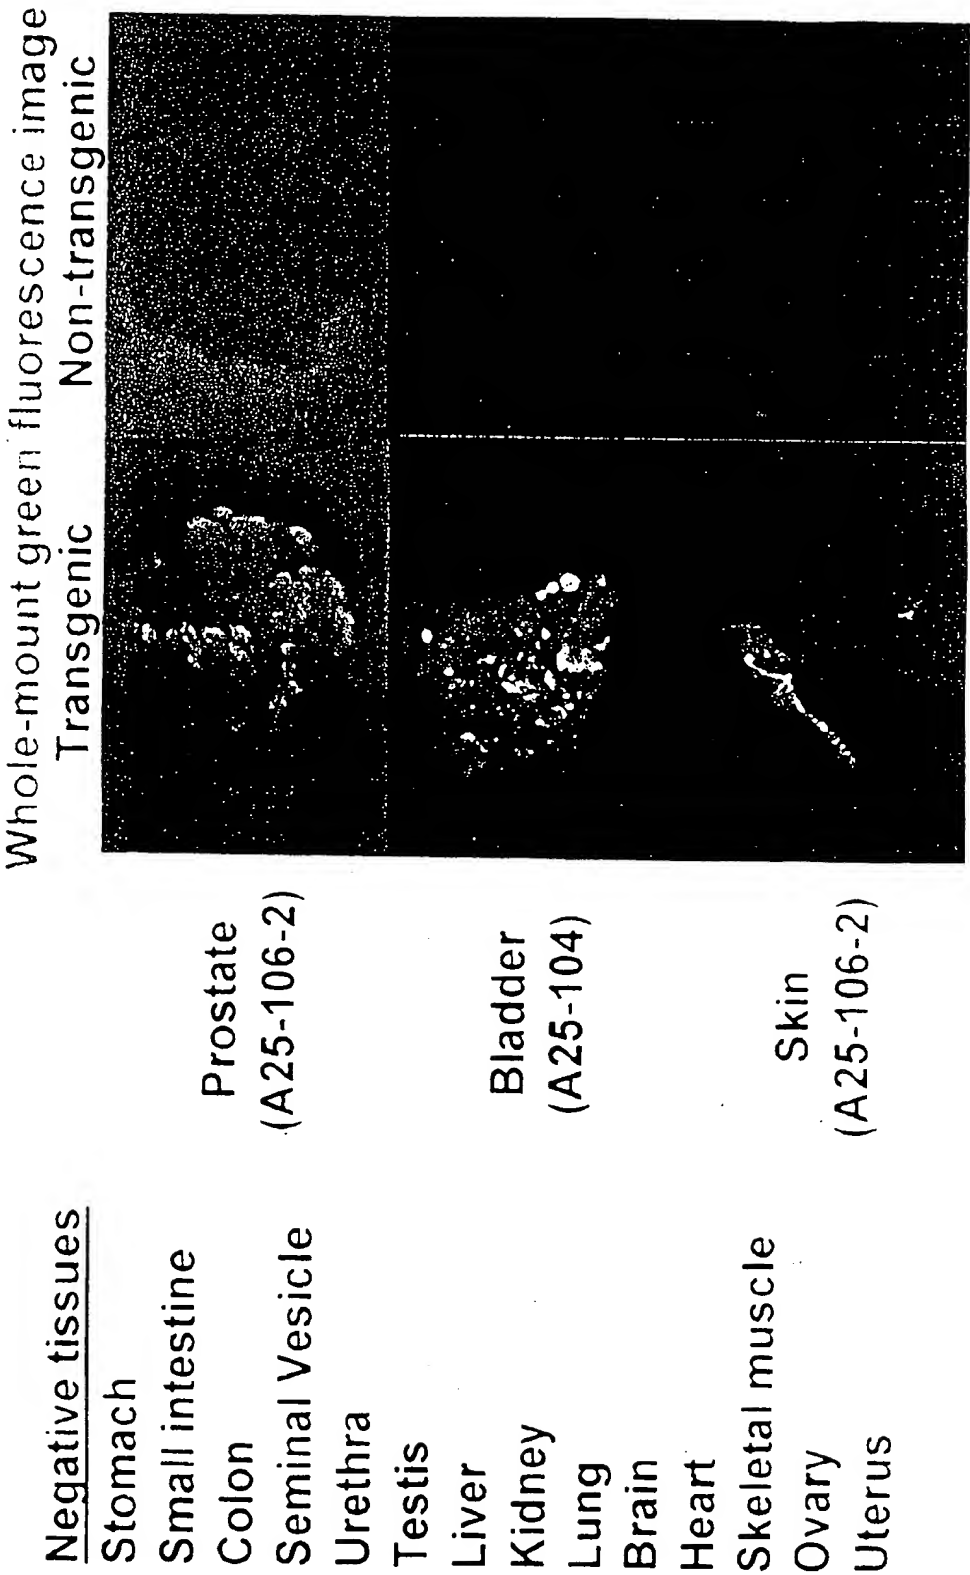 Whole-mount green fluorescence image
Transgenic Non-transgenic
Negative tissues
Stomach
Small intestine
Colon
Seminal Vesicle
Urethra
Testis
Liver
Kidney
Lung
Brain
Heart
Skeletal muscle
Ovary
Uterus
Prostate
(A25-106-2)
Bladder
(A25-104)
Skin
(A25-106-2)